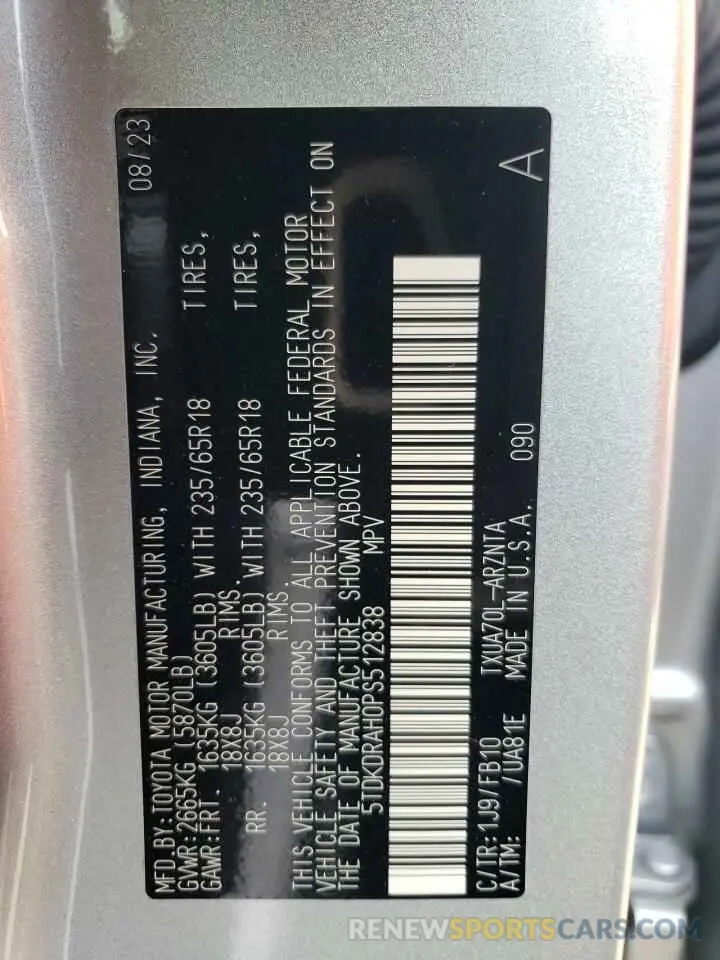 MFD.BY:TOYOTA MOTOR MANUFACTURING, INDIANA, INC. 08/23
GVWR:2665KG (5870LB)
GAWR:FRT. 1635KG (3605LB) WITH 235/65R18 TIRES,
18X8J RIMS.
RR. 1635KG (3605LB) WITH 235/65R18 TIRES,
18X8J RIMS.
THIS VEHICLE CONFORMS TO ALL APPLICABLE FEDERAL MOTOR
VEHICLE SAFETY AND THEFT PREVENTION STANDARDS IN EFFECT ON
THE DATE OF MANUFACTURE SHOWN ABOVE.
5TDKDRAH0PS512838 MPV
C/TR:1J9/FB10 TXUA70L-ARZNTA 090
A/TM: /UA81E MADE IN U.S.A. A
RENEWSPORTSCARS.COM